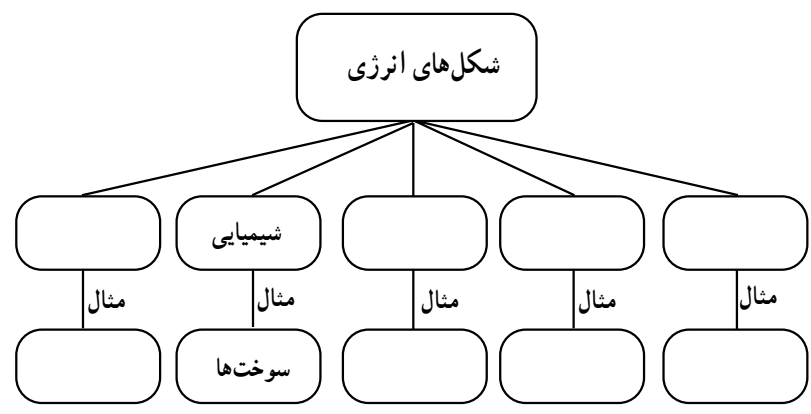 شکل‌های انرژی
شیمیایی
مثال
مثال
مثال
مثال
مثال
سوخت‌ها